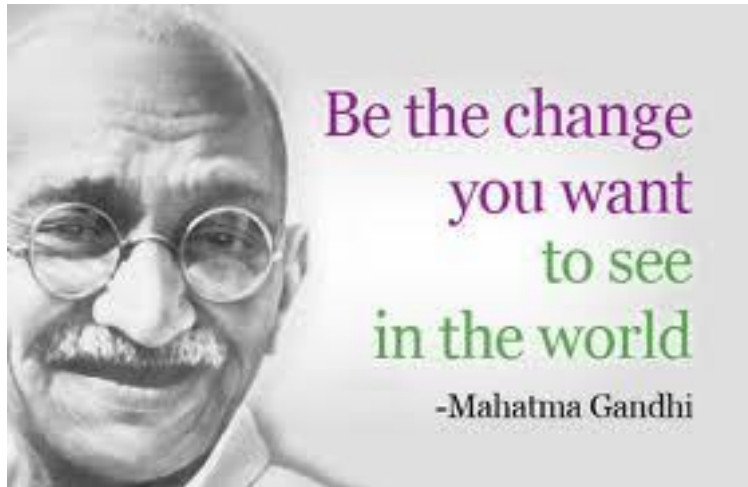 Be the change
you want
to see
in the world
-Mahatma Gandhi